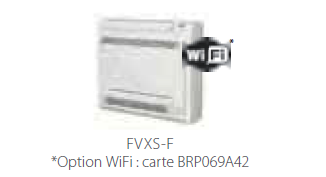 WiFi
FVXS-F
*Option WiFi : carte BRP069A42